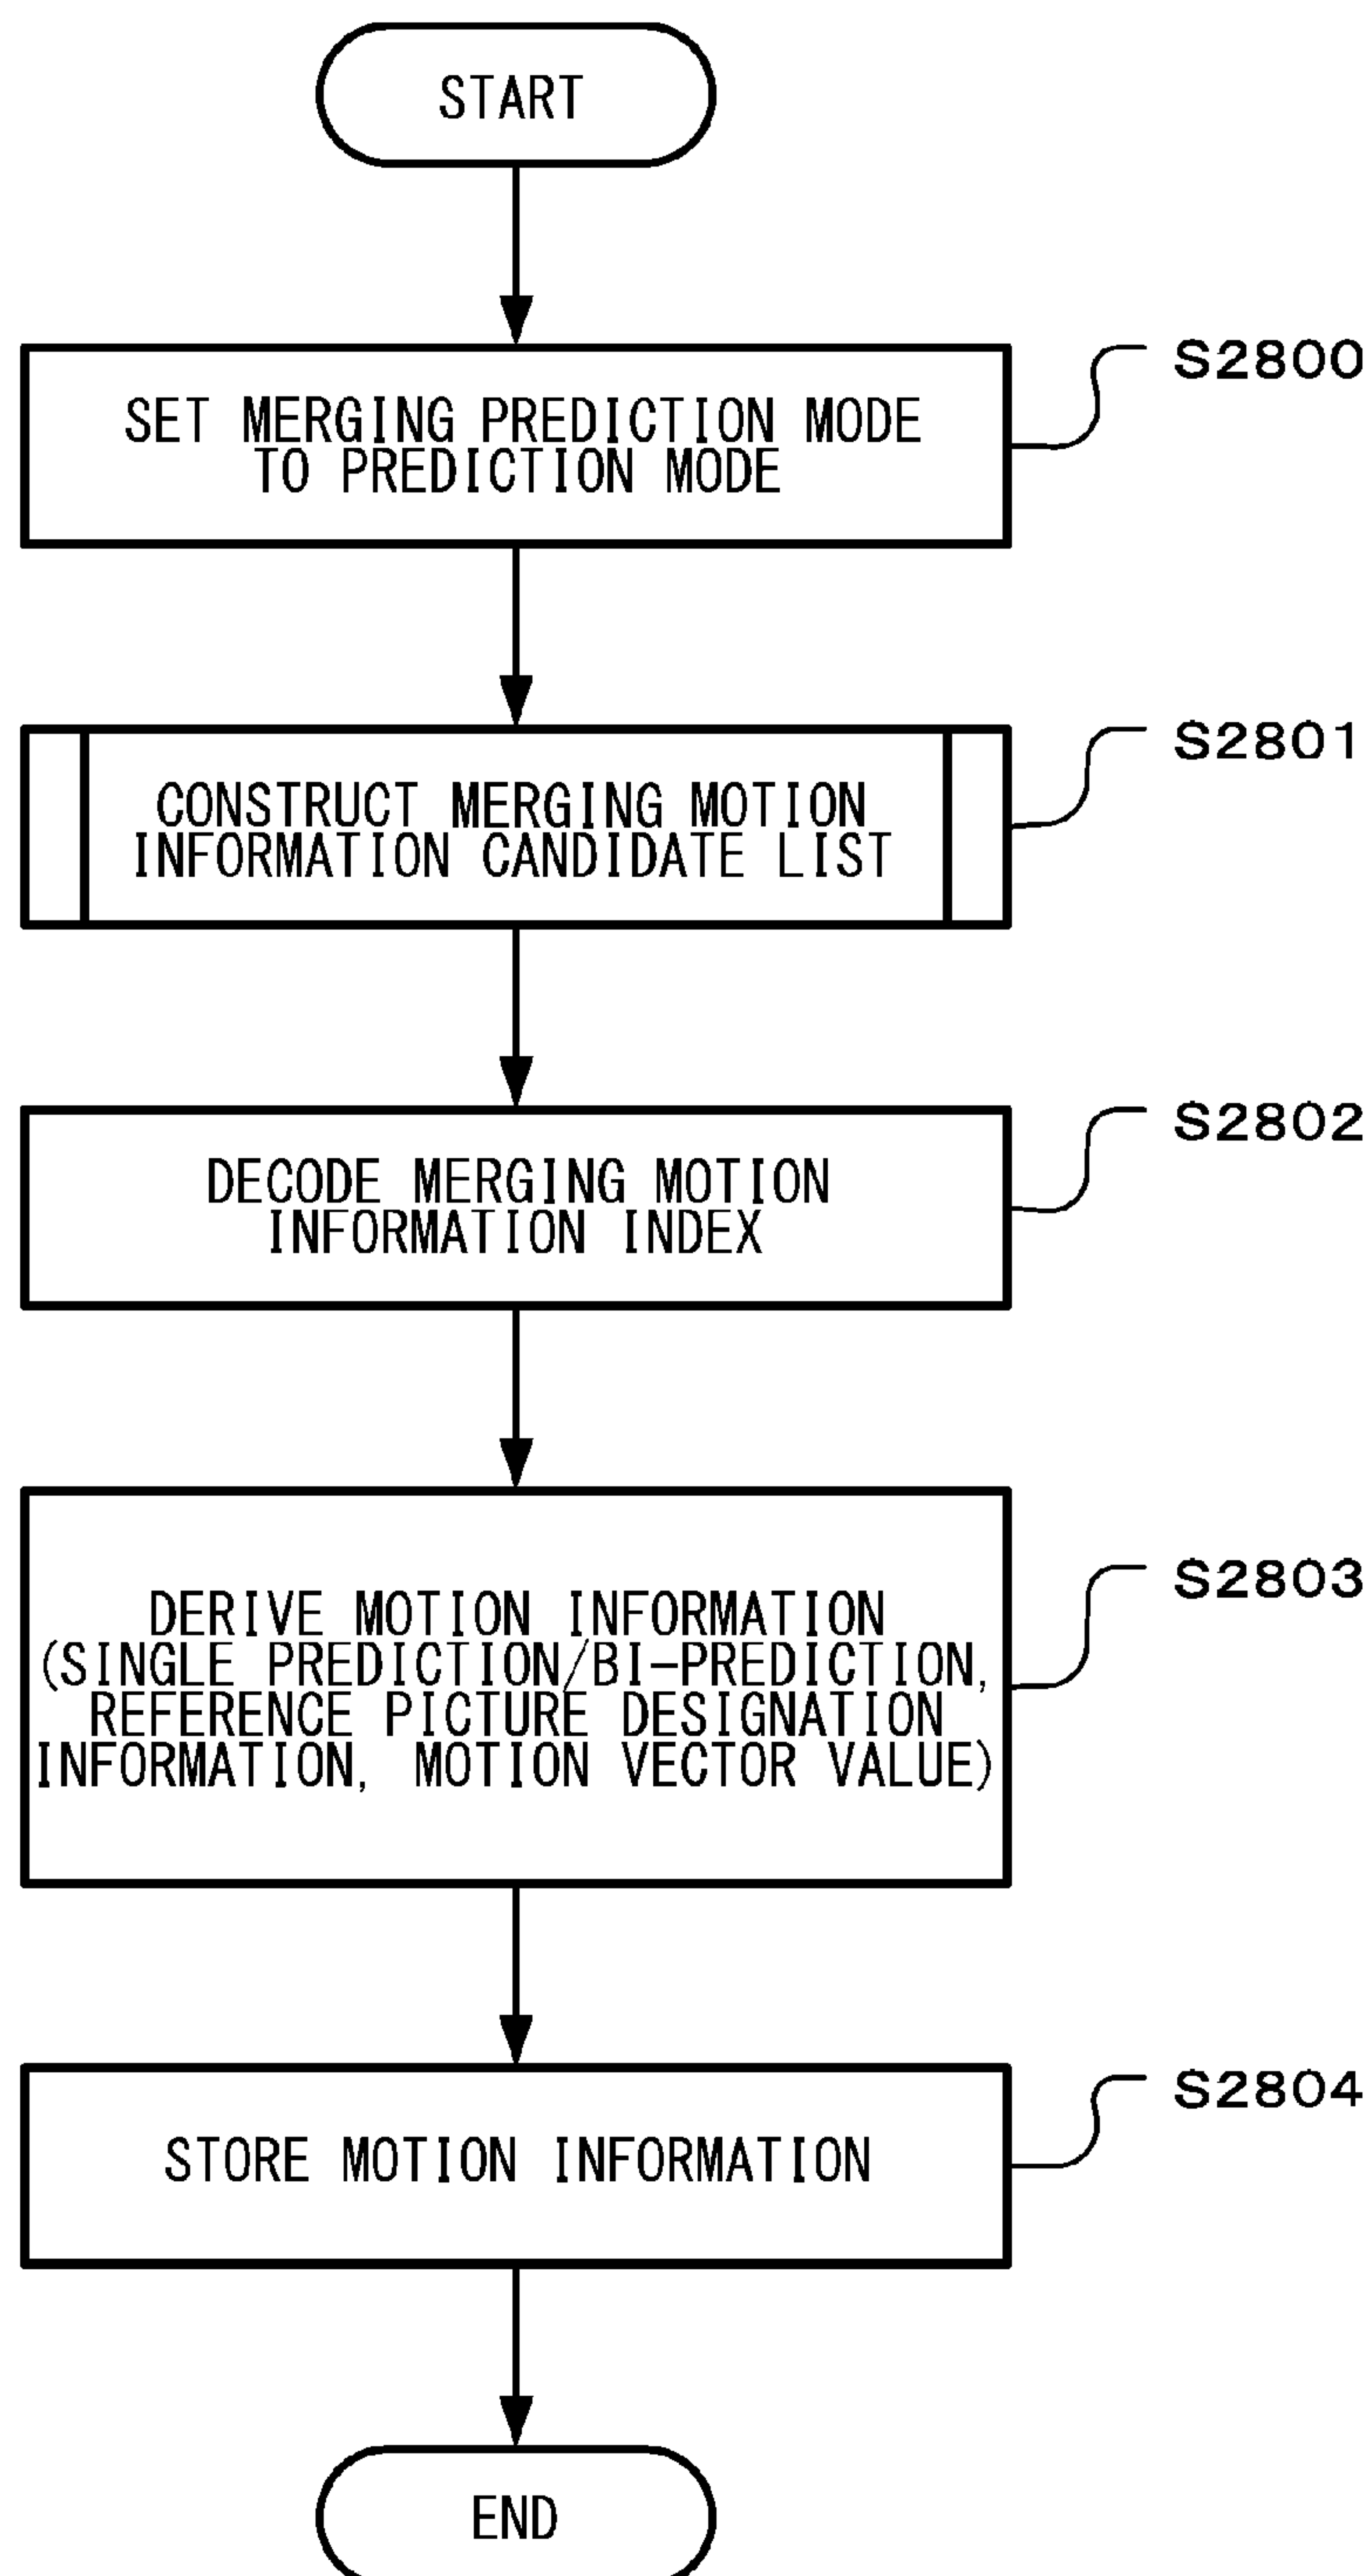 START
SET MERGING PREDICTION MODE
TO PREDICTION MODE
S2800
CONSTRUCT MERGING MOTION
INFORMATION CANDIDATE LIST
S2801
DECODE MERGING MOTION
INFORMATION INDEX
S2802
DERIVE MOTION INFORMATION
(SINGLE PREDICTION/BI-PREDICTION,
REFERENCE PICTURE DESIGNATION
INFORMATION, MOTION VECTOR VALUE)
S2803
STORE MOTION INFORMATION
S2804
END